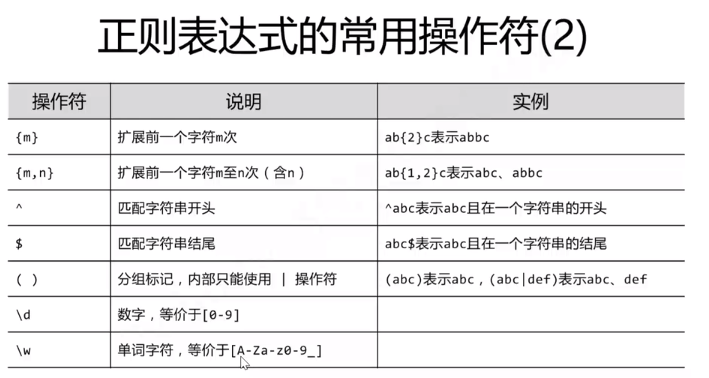 正则表达式的常用操作符(2)
操作符 说明 实例
{m} 扩展前一个字符m次 ab{2}c表示abbc
{m,n} 扩展前一个字符m至n次（含n） ab{1,2}c表示abc、abbc
^ 匹配字符串开头 ^abc表示abc且在一个字符串的开头
$ 匹配字符串结尾 abc$表示abc且在一个字符串的结尾
( ) 分组标记，内部只能使用 | 操作符 (abc)表示abc，(abc|def)表示abc、def
\d 数字，等价于[0-9]
\w 单词字符，等价于[A-Za-z0-9_]